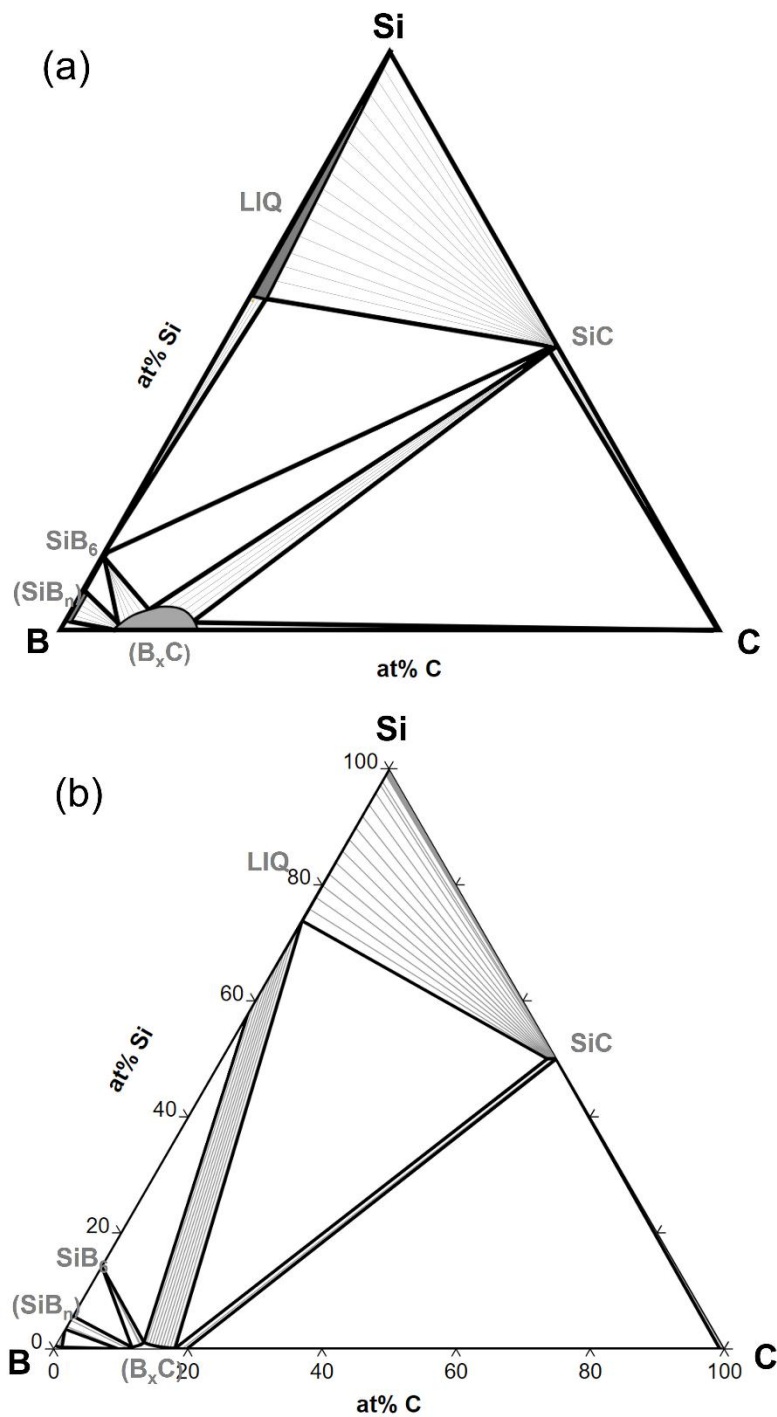 Si
(a)
LIQ
at% Si
SiC
SiB₆
(SiBₙ)
B
(BₓC)
C
at% C
Si
(b)
100
LIQ
80
60
at% Si
SiC
40
20
SiB₆
(SiBₙ)
0
B
(BₓC)
C
0 20 40 60 80 100
at% C